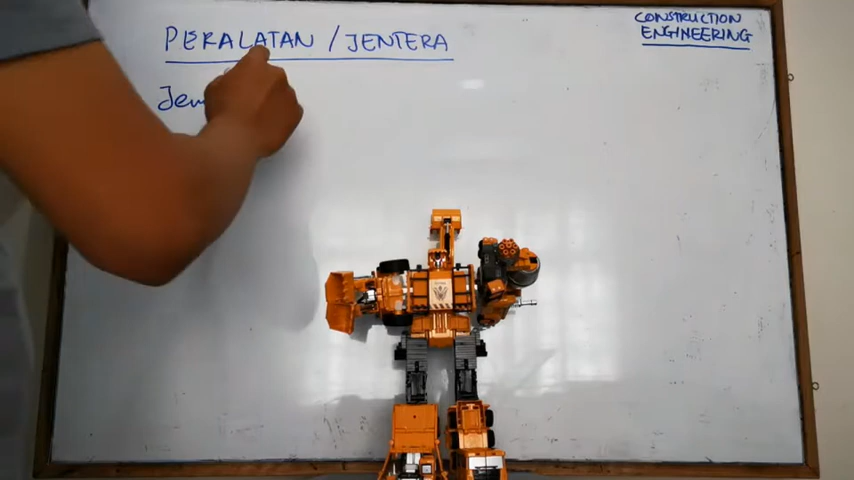 PERALATAN / JENTERA
CONSTRUCTION
ENGINEERING